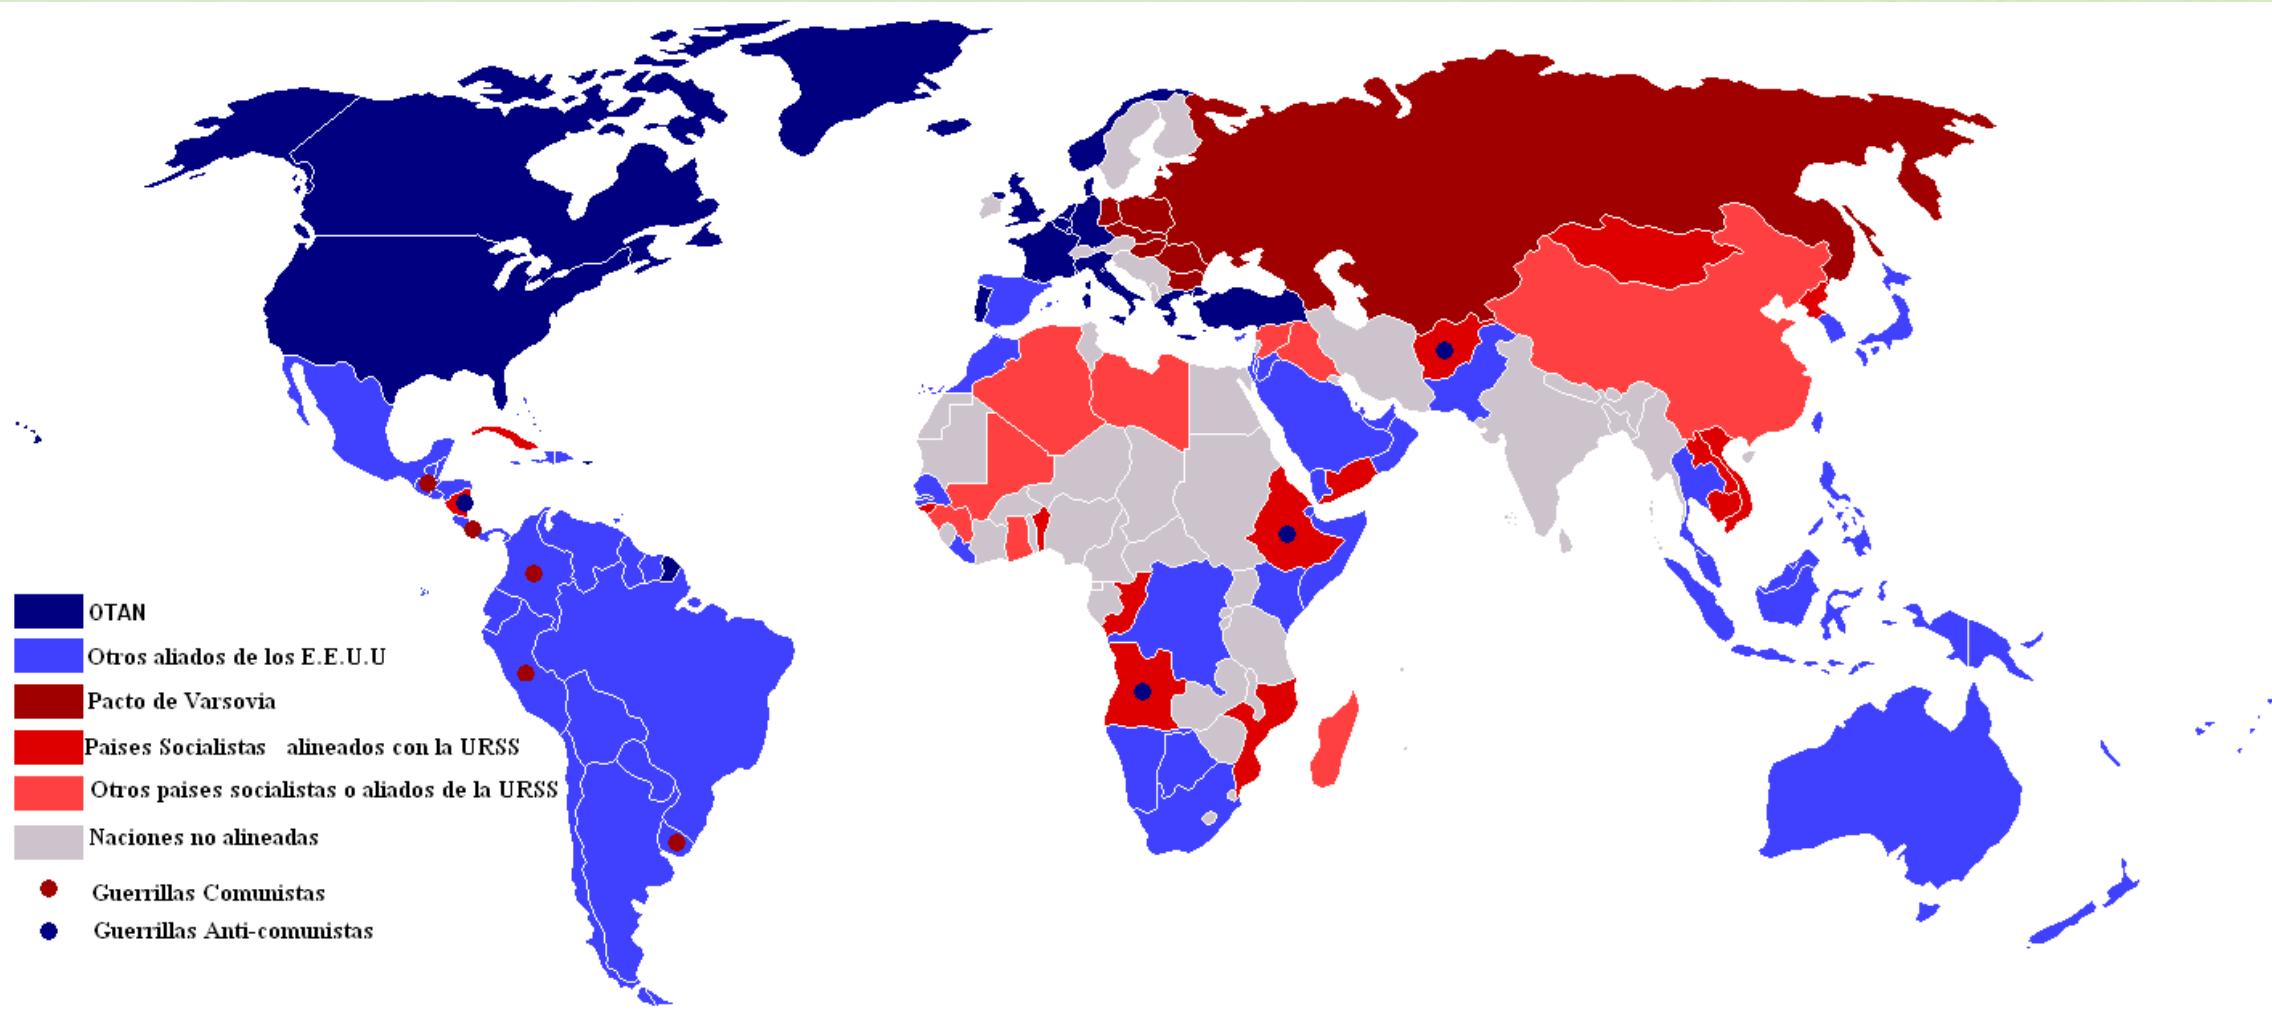 OTAN
Otros aliados de los E.E.U.U
Pacto de Varsovia
Paises Socialistas alineados con la URSS
Otros paises socialistas o aliados de la URSS
Naciones no alineadas
Guerrillas Comunistas
Guerrillas Anti-comunistas